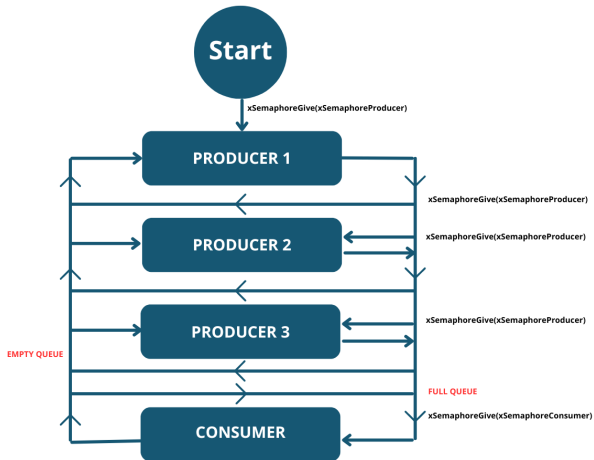 Start
xSemaphoreGive(xSemaphoreProducer)
PRODUCER 1
xSemaphoreGive(xSemaphoreProducer)
xSemaphoreGive(xSemaphoreProducer)
PRODUCER 2
xSemaphoreGive(xSemaphoreProducer)
PRODUCER 3
EMPTY QUEUE
FULL QUEUE
xSemaphoreGive(xSemaphoreConsumer)
CONSUMER